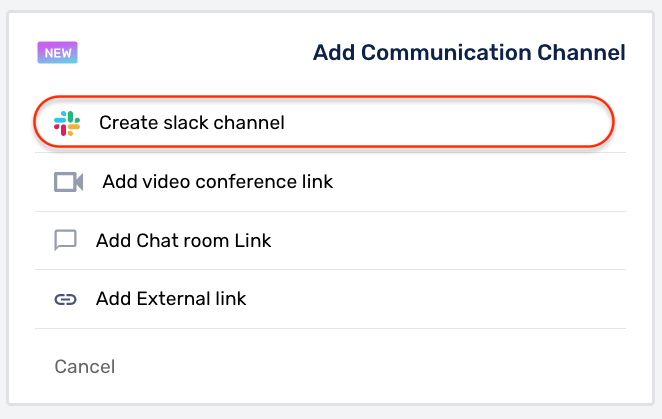 NEW
Add Communication Channel
Create slack channel
Add video conference link
Add Chat room Link
Add External link
Cancel